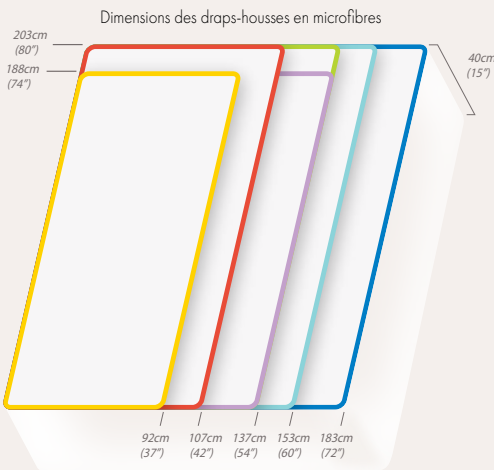 Dimensions des draps-housses en microfibres
203cm
(80”)
188cm
(74”)
40cm
(15”)
92cm 107cm 137cm 153cm 183cm
(37”) (42”) (54”) (60”) (72”)